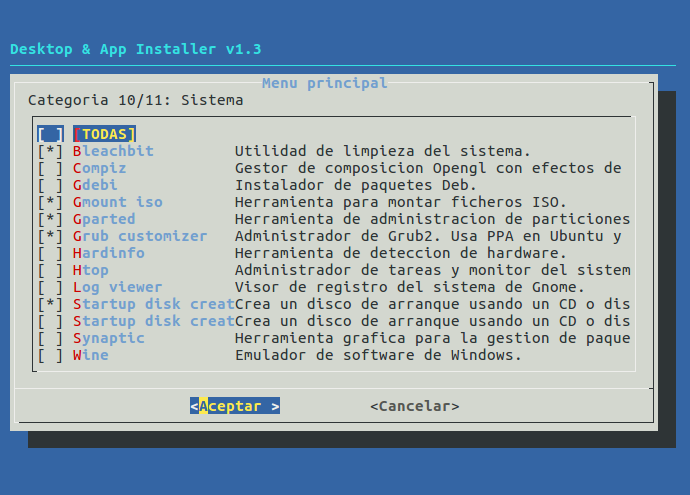 Desktop & App Installer v1.3
Menu principal
Categoria 10/11: Sistema
[ ] [TODAS]
[*] Bleachbit Utilidad de limpieza del sistema.
[ ] Compiz Gestor de composicion Opengl con efectos de
[ ] Gdebi Instalador de paquetes Deb.
[*] Gmount iso Herramienta para montar ficheros ISO.
[*] Gparted Herramienta de administracion de particiones
[*] Grub customizer Administrador de Grub2. Usa PPA en Ubuntu y
[ ] Hardinfo Herramienta de deteccion de hardware.
[ ] Htop Administrador de tareas y monitor del sistem
[ ] Log viewer Visor de registro del sistema de Gnome.
[*] Startup disk creatCrea un disco de arranque usando un CD o dis
[ ] Startup disk creatCrea un disco de arranque usando un CD o dis
[ ] Synaptic Herramienta grafica para la gestion de paque
[ ] Wine Emulador de software de Windows.
<Aceptar > <Cancelar>